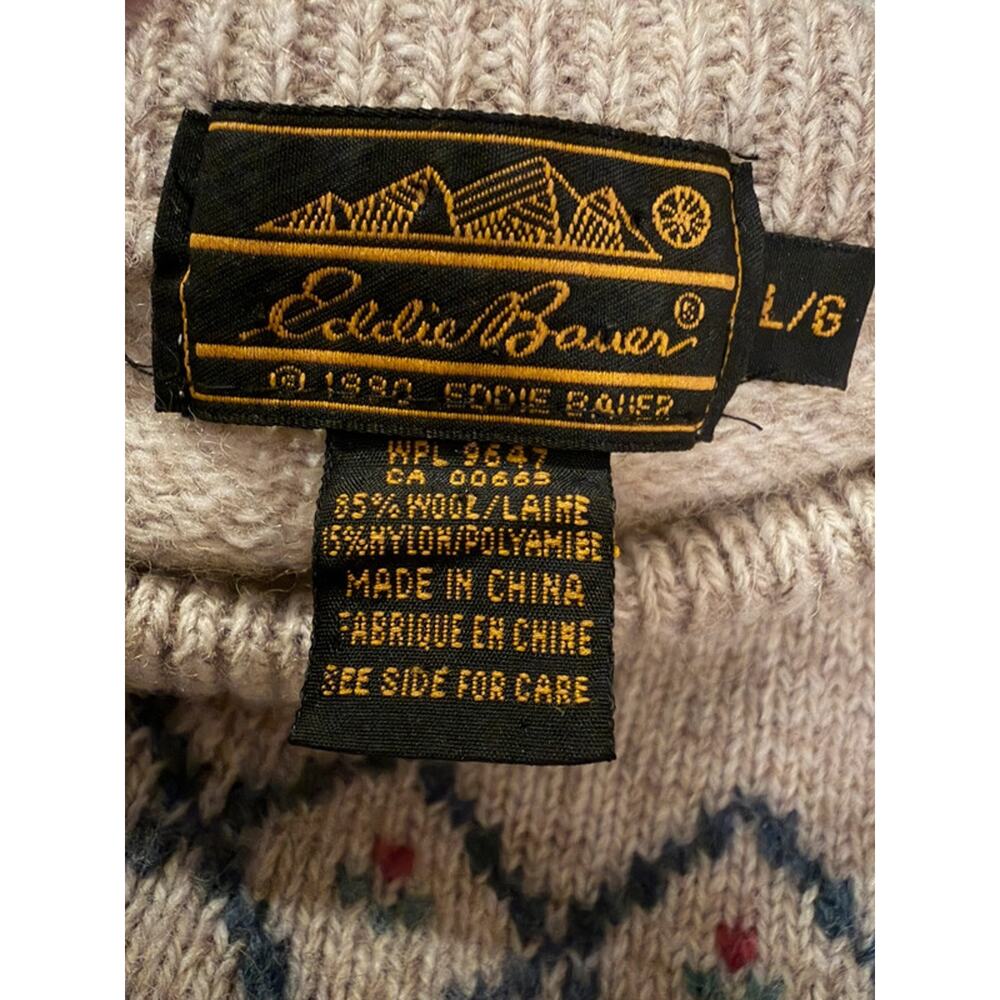 Eddie Bauer®
L/G
© 1990 EDDIE BAUER
WPL 9647
CA 00665
85% WOOL/LAINE
15% NYLON/POLYAMIDE
MADE IN CHINA
FABRIQUE EN CHINE
SEE SIDE FOR CARE